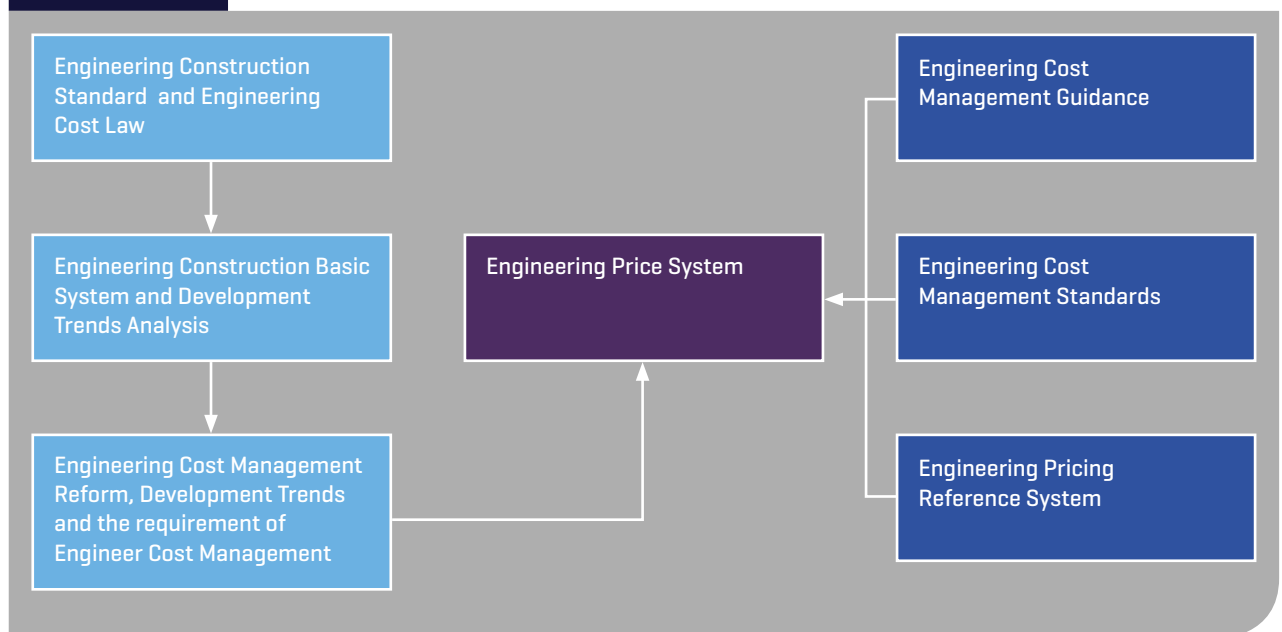 Engineering Construction
Standard and Engineering
Cost Law
Engineering Construction Basic
System and Development
Trends Analysis
Engineering Cost Management
Reform, Development Trends
and the requirement of
Engineer Cost Management
Engineering Price System
Engineering Cost
Management Guidance
Engineering Cost
Management Standards
Engineering Pricing
Reference System